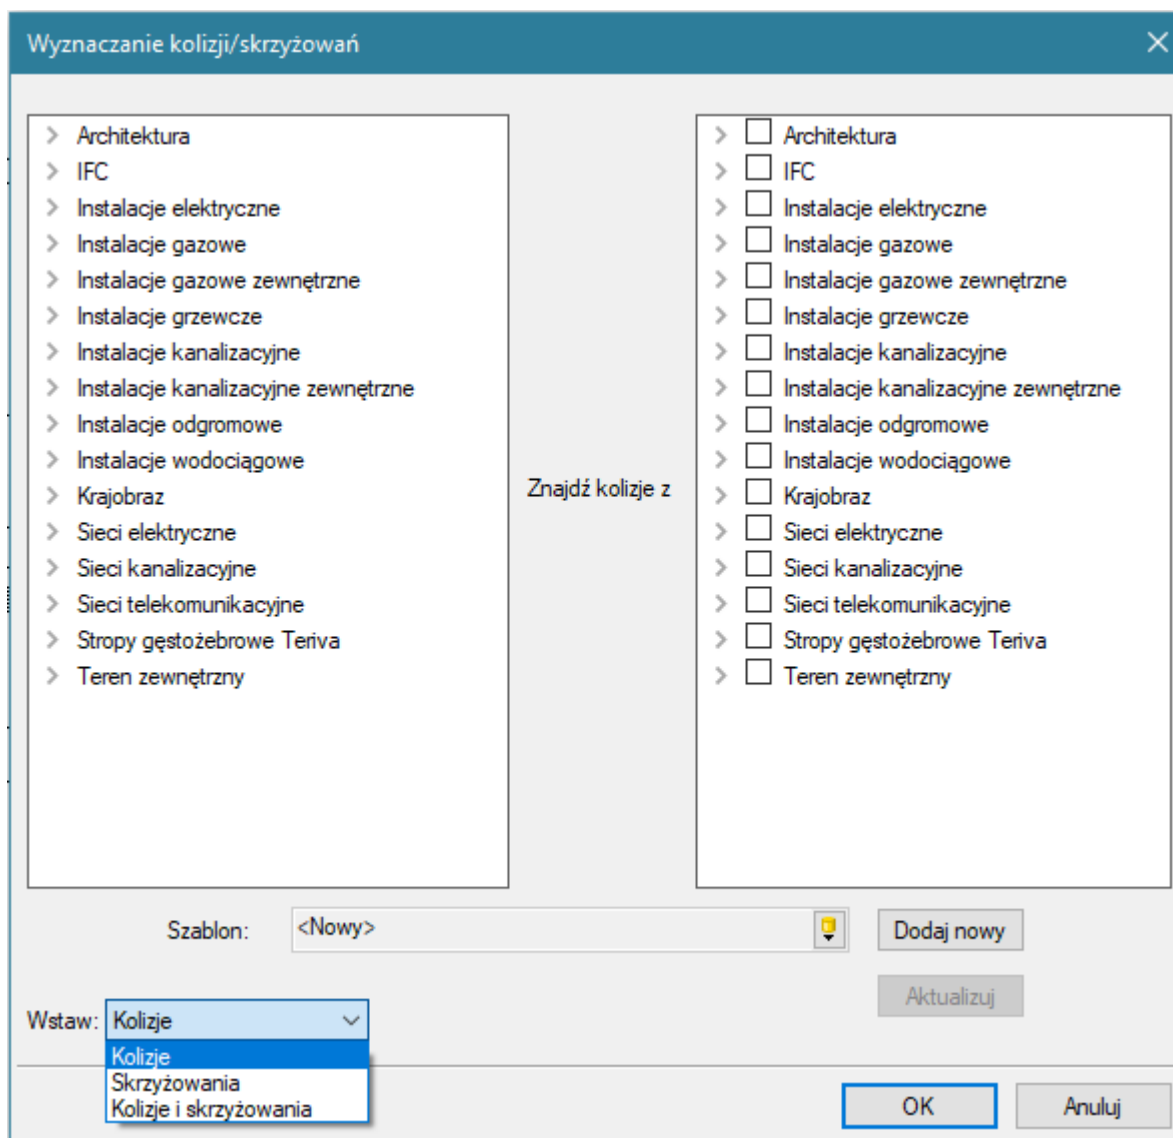 Wyznaczanie kolizji/skrzyżowań
Architektura
IFC
Instalacje elektryczne
Instalacje gazowe
Instalacje gazowe zewnętrzne
Instalacje grzewcze
Instalacje kanalizacyjne
Instalacje kanalizacyjne zewnętrzne
Instalacje odgromowe
Instalacje wodociągowe
Krajobraz
Sieci elektryczne
Sieci kanalizacyjne
Sieci telekomunikacyjne
Stropy gęstożebrowe Teriva
Teren zewnętrzny
Znajdź kolizje z
Architektura
IFC
Instalacje elektryczne
Instalacje gazowe
Instalacje gazowe zewnętrzne
Instalacje grzewcze
Instalacje kanalizacyjne
Instalacje kanalizacyjne zewnętrzne
Instalacje odgromowe
Instalacje wodociągowe
Krajobraz
Sieci elektryczne
Sieci kanalizacyjne
Sieci telekomunikacyjne
Stropy gęstożebrowe Teriva
Teren zewnętrzny
Szablon: <Nowy> Dodaj nowy
Aktualizuj
Wstaw: Kolizje
Kolizje
Skrzyżowania
Kolizje i skrzyżowania
OK Anuluj